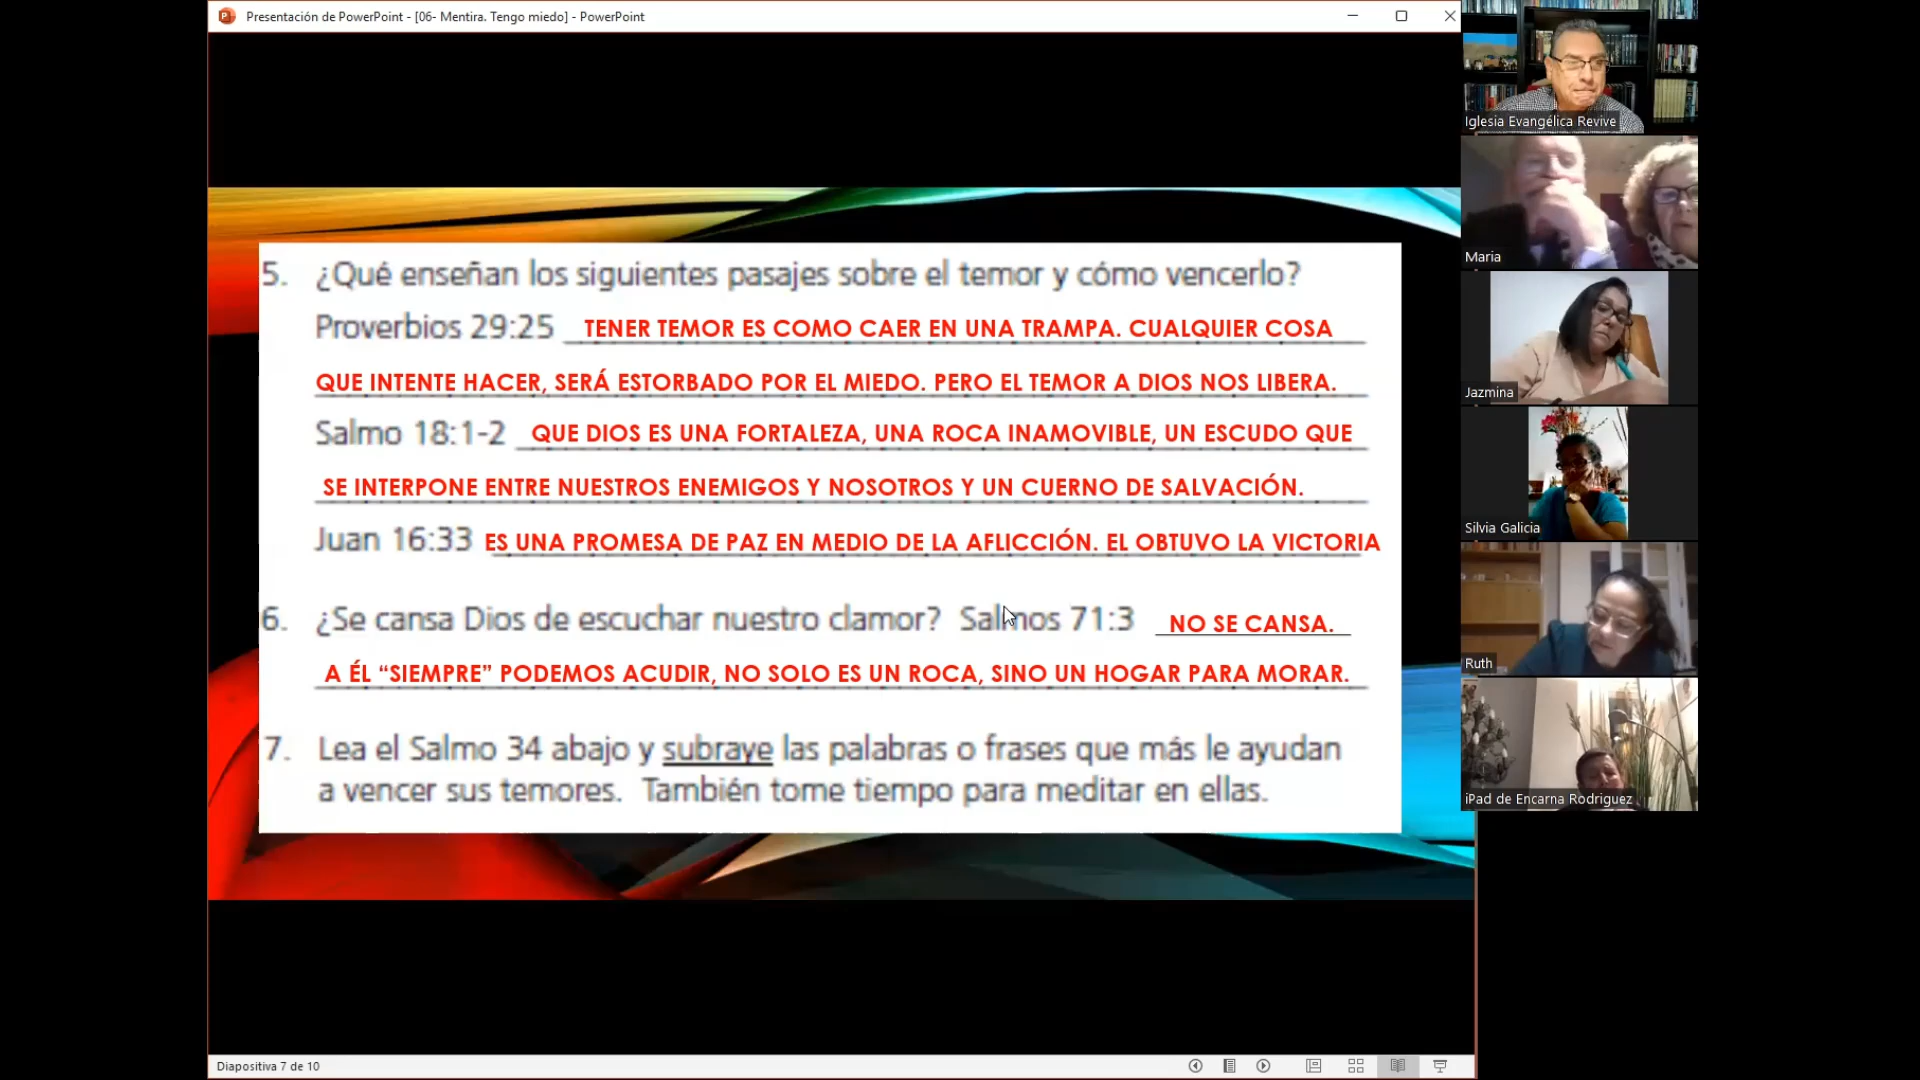 Presentación de PowerPoint - [06- Mentira. Tengo miedo] - PowerPoint
5. ¿Qué enseñan los siguientes pasajes sobre el temor y cómo vencerlo?
Proverbios 29:25 TENER TEMOR ES COMO CAER EN UNA TRAMPA. CUALQUIER COSA
QUE INTENTE HACER, SERÁ ESTORBADO POR EL MIEDO. PERO EL TEMOR A DIOS NOS LIBERA.
Salmo 18:1-2 QUE DIOS ES UNA FORTALEZA, UNA ROCA INAMOVIBLE, UN ESCUDO QUE
SE INTERPONE ENTRE NUESTROS ENEMIGOS Y NOSOTROS Y UN CUERNO DE SALVACIÓN.
Juan 16:33 ES UNA PROMESA DE PAZ EN MEDIO DE LA AFLICCIÓN. EL OBTUVO LA VICTORIA
6. ¿Se cansa Dios de escuchar nuestro clamor? Salmos 71:3 NO SE CANSA.
A ÉL “SIEMPRE” PODEMOS ACUDIR, NO SOLO ES UN ROCA, SINO UN HOGAR PARA MORAR.
7. Lea el Salmo 34 abajo y subraye las palabras o frases que más le ayudan
a vencer sus temores. También tome tiempo para meditar en ellas.
Diapositiva 7 de 10
Iglesia Evangélica Revive
Maria
Jazmina
Silvia Galicia
Ruth
iPad de Encarna Rodriguez